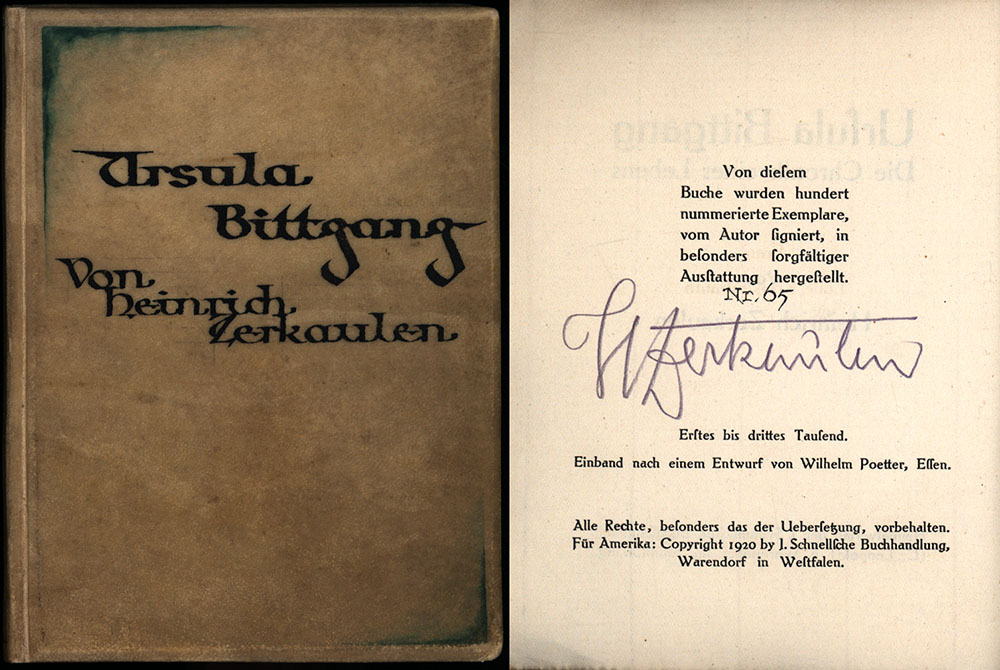 Ursula
Bittgang
Von
Heinrich
Zerkaulen
Von dieſem
Buche wurden hundert
nummerierte Exemplare,
vom Autor ſigniert, in
beſonders ſorgfältiger
Ausſtattung hergeſtellt.
Nr. 65
H Zerkaulen
Erſtes bis drittes Tauſend.
Einband nach einem Entwurf von Wilhelm Poetter, Eſſen.
Alle Rechte, beſonders das der Ueberſetzung, vorbehalten.
Für Amerika: Copyright 1920 by J. Schnellſche Buchhandlung,
Warendorf in Weſtfalen.